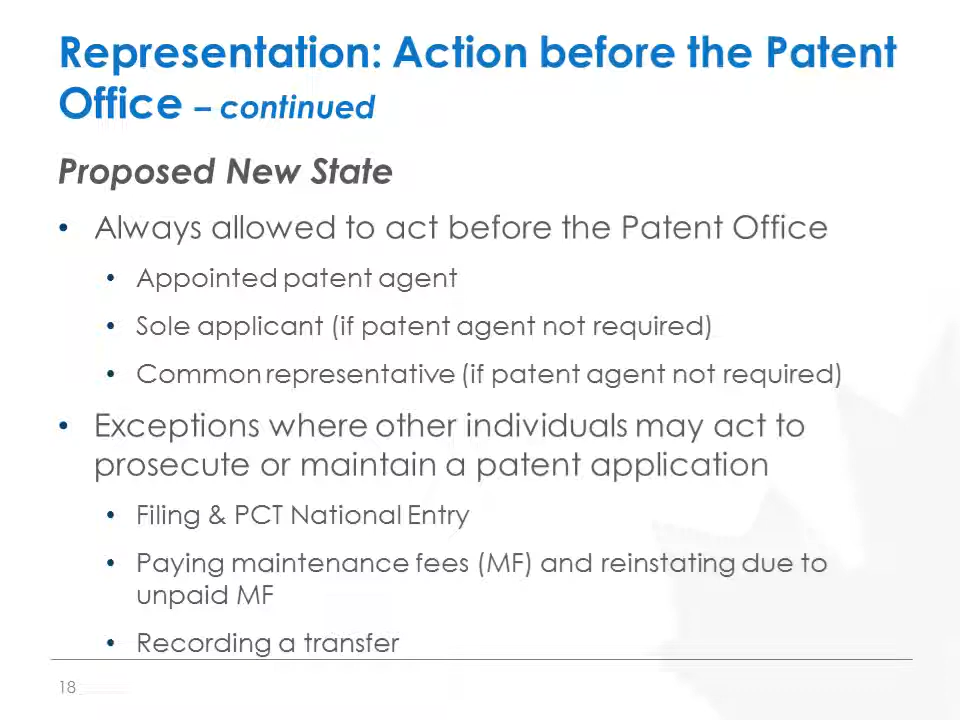 Representation: Action before the Patent
Office – continued
Proposed New State
• Always allowed to act before the Patent Office
• Appointed patent agent
• Sole applicant (if patent agent not required)
• Common representative (if patent agent not required)
• Exceptions where other individuals may act to
prosecute or maintain a patent application
• Filing & PCT National Entry
• Paying maintenance fees (MF) and reinstating due to
unpaid MF
• Recording a transfer
18